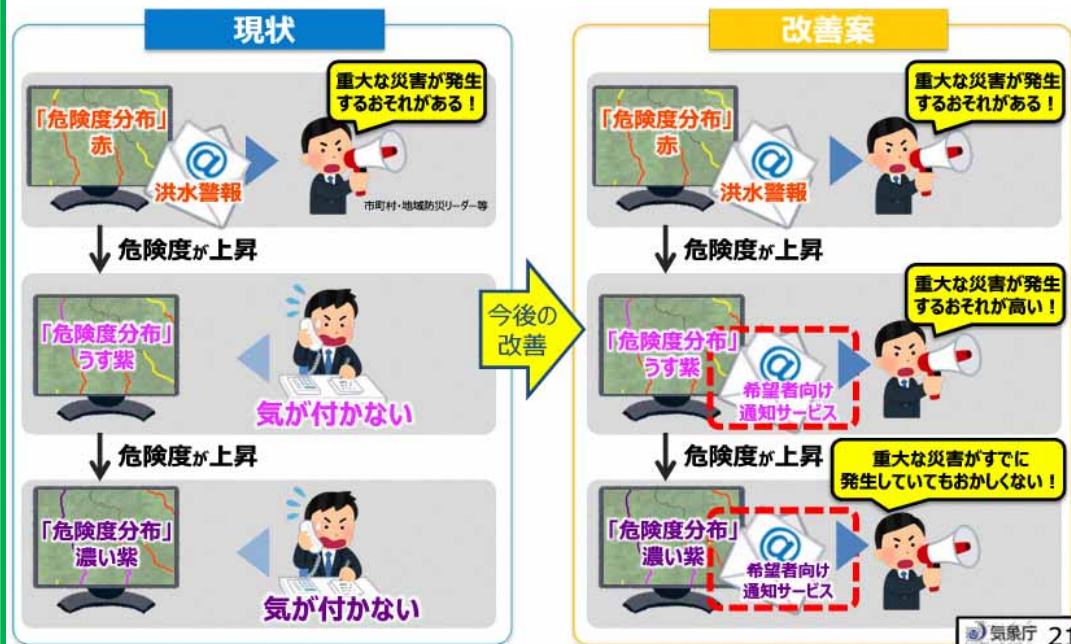 現状
「危険度分布」
赤
@
洪水警報
重大な災害が発生
するおそれがある！
市町村・地域防災リーダー等
危険度が上昇
「危険度分布」
うす紫
気が付かない
危険度が上昇
「危険度分布」
濃い紫
気が付かない
今後の
改善
改善案
「危険度分布」
赤
@
洪水警報
重大な災害が発生
するおそれがある！
危険度が上昇
「危険度分布」
うす紫
@
希望者向け
通知サービス
重大な災害が発生
するおそれが高い！
危険度が上昇
「危険度分布」
濃い紫
@
希望者向け
通知サービス
重大な災害がすでに
発生していてもおかしくない！
気象庁